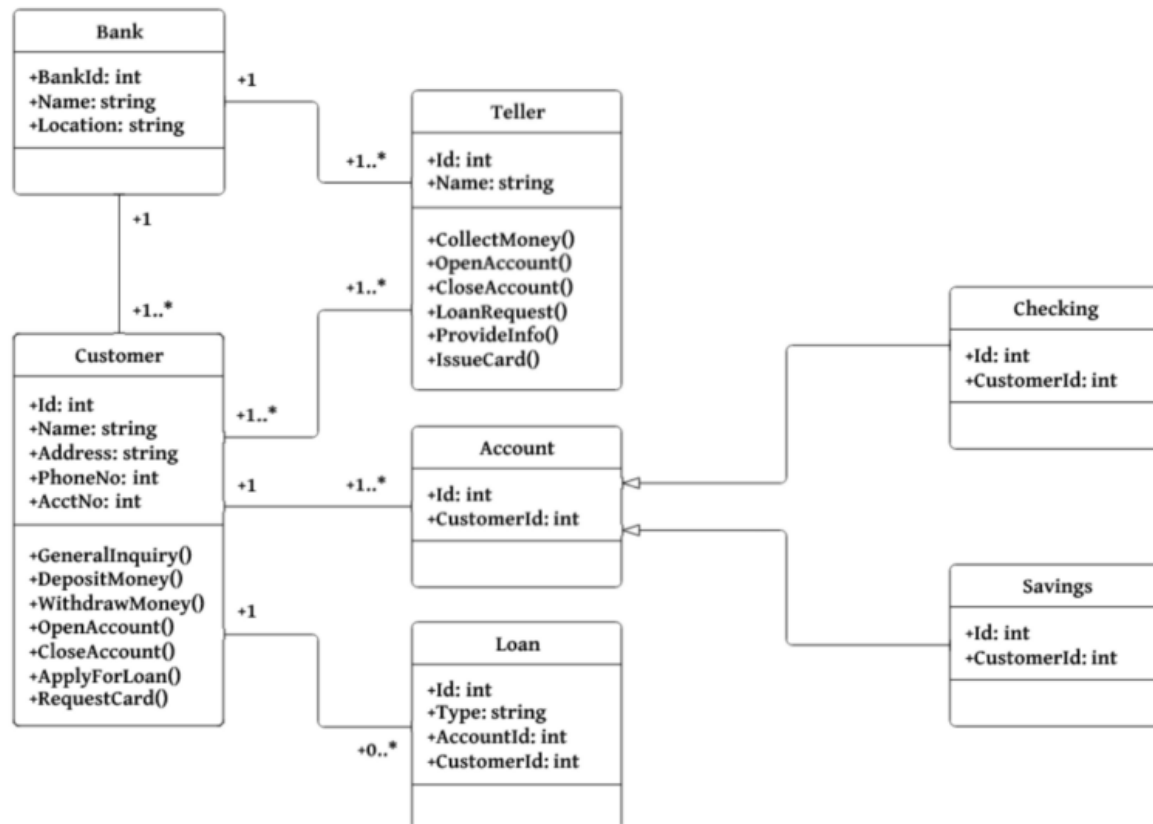 Bank
+BankId: int
+Name: string
+Location: string
+1
+1..*
+1
+1..*
Teller
+Id: int
+Name: string
+CollectMoney()
+OpenAccount()
+CloseAccount()
+LoanRequest()
+ProvideInfo()
+IssueCard()
+1..*
+1..*
Customer
+Id: int
+Name: string
+Address: string
+PhoneNo: int
+AcctNo: int
+GeneralInquiry()
+DepositMoney()
+WithdrawMoney()
+OpenAccount()
+CloseAccount()
+ApplyForLoan()
+RequestCard()
+1
+1..*
Account
+Id: int
+CustomerId: int
+1
+0..*
Loan
+Id: int
+Type: string
+AccountId: int
+CustomerId: int
Checking
+Id: int
+CustomerId: int
Savings
+Id: int
+CustomerId: int